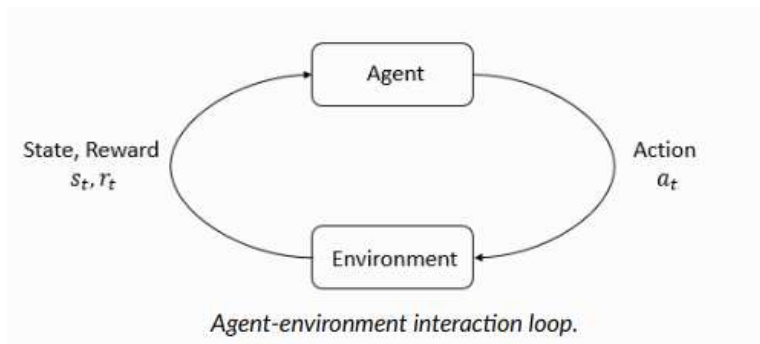 Agent
State, Reward
s_t, r_t
Action
a_t
Environment
Agent-environment interaction loop.